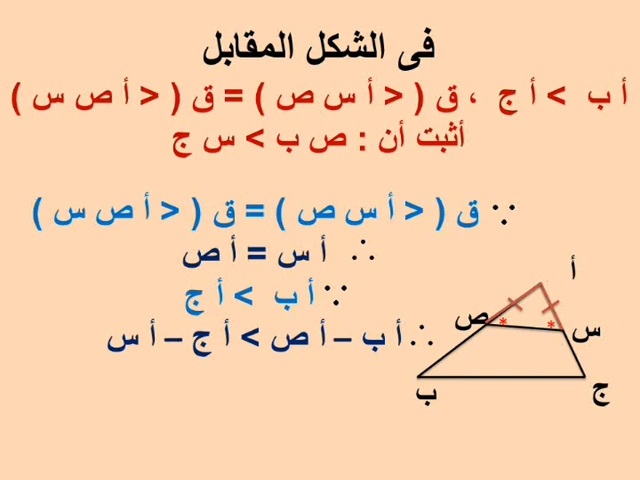 فى الشكل المقابل
أ ب > أ ج ، ق ( < أ س ص ) = ق ( < أ ص س )
أثبت أن : ص ب > س ج
∵ ق ( < أ س ص ) = ق ( < أ ص س )
∴ أ س = أ ص
∵ أ ب > أ ج
∴ أ ب – أ ص > أ ج – أ س
أ
ص
* *
س
ب
ج